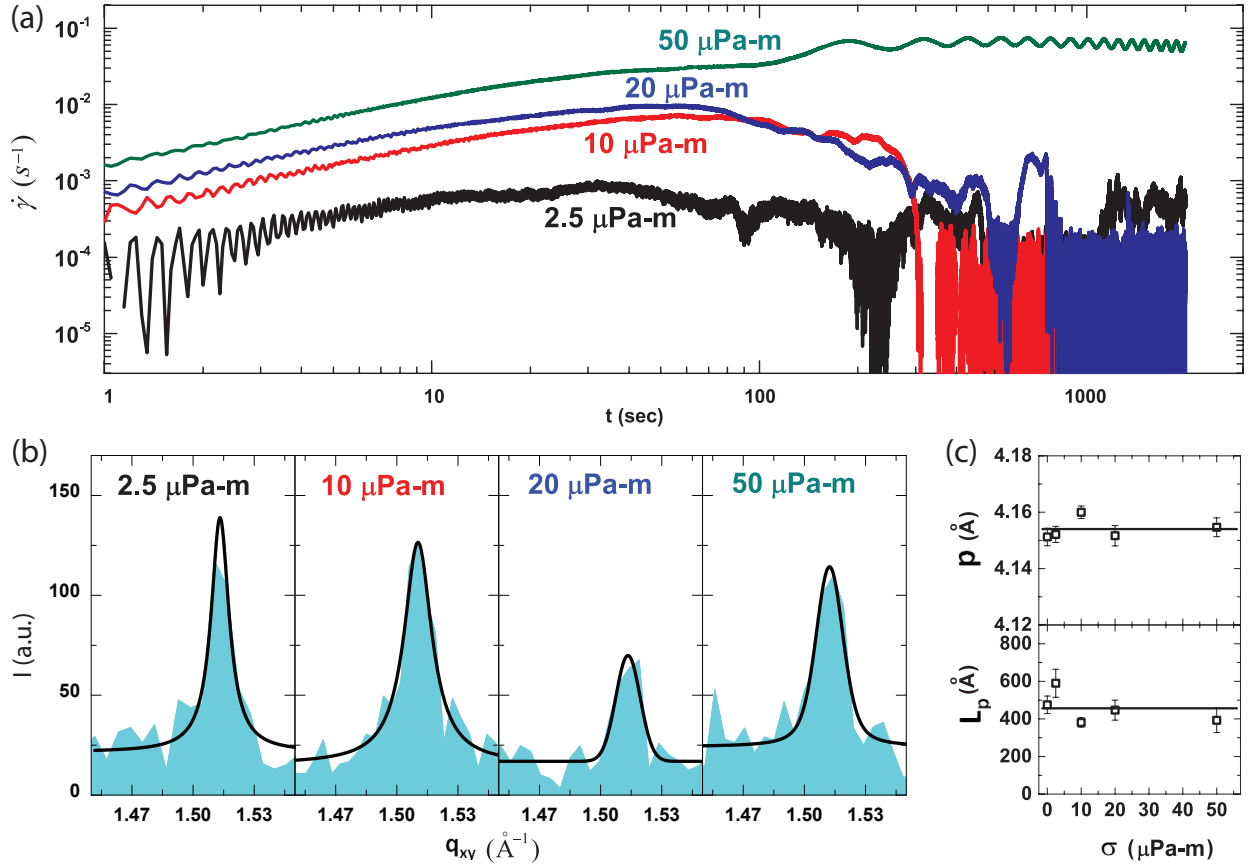 (a)
10⁻¹
10⁻²
10⁻³
10⁻⁴
10⁻⁵
γ̇ (s⁻¹)
50 μPa-m
20 μPa-m
10 μPa-m
2.5 μPa-m
1 10 100 1000
t (sec)
(b)
150
100
50
0
I (a.u.)
2.5 μPa-m
10 μPa-m
20 μPa-m
50 μPa-m
1.47 1.50 1.53 1.47 1.50 1.53 1.47 1.50 1.53 1.47 1.50 1.53
q_xy (Å⁻¹)
(c)
4.18
4.16
4.14
4.12
p (Å)
800
600
400
200
0
L_p (Å)
0 10 20 30 40 50
σ (μPa-m)